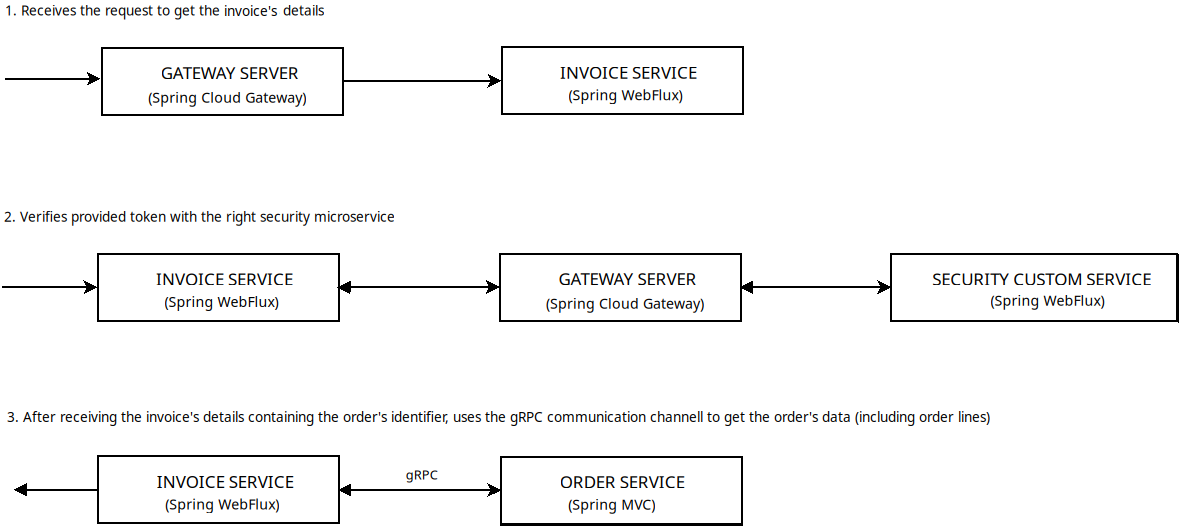 1. Receives the request to get the invoice's details
GATEWAY SERVER
(Spring Cloud Gateway)
INVOICE SERVICE
(Spring WebFlux)
2. Verifies provided token with the right security microservice
INVOICE SERVICE
(Spring WebFlux)
GATEWAY SERVER
(Spring Cloud Gateway)
SECURITY CUSTOM SERVICE
(Spring WebFlux)
3. After receiving the invoice's details containing the order's identifier, uses the gRPC communication channell to get the order's data (including order lines)
INVOICE SERVICE
(Spring WebFlux)
gRPC
ORDER SERVICE
(Spring MVC)